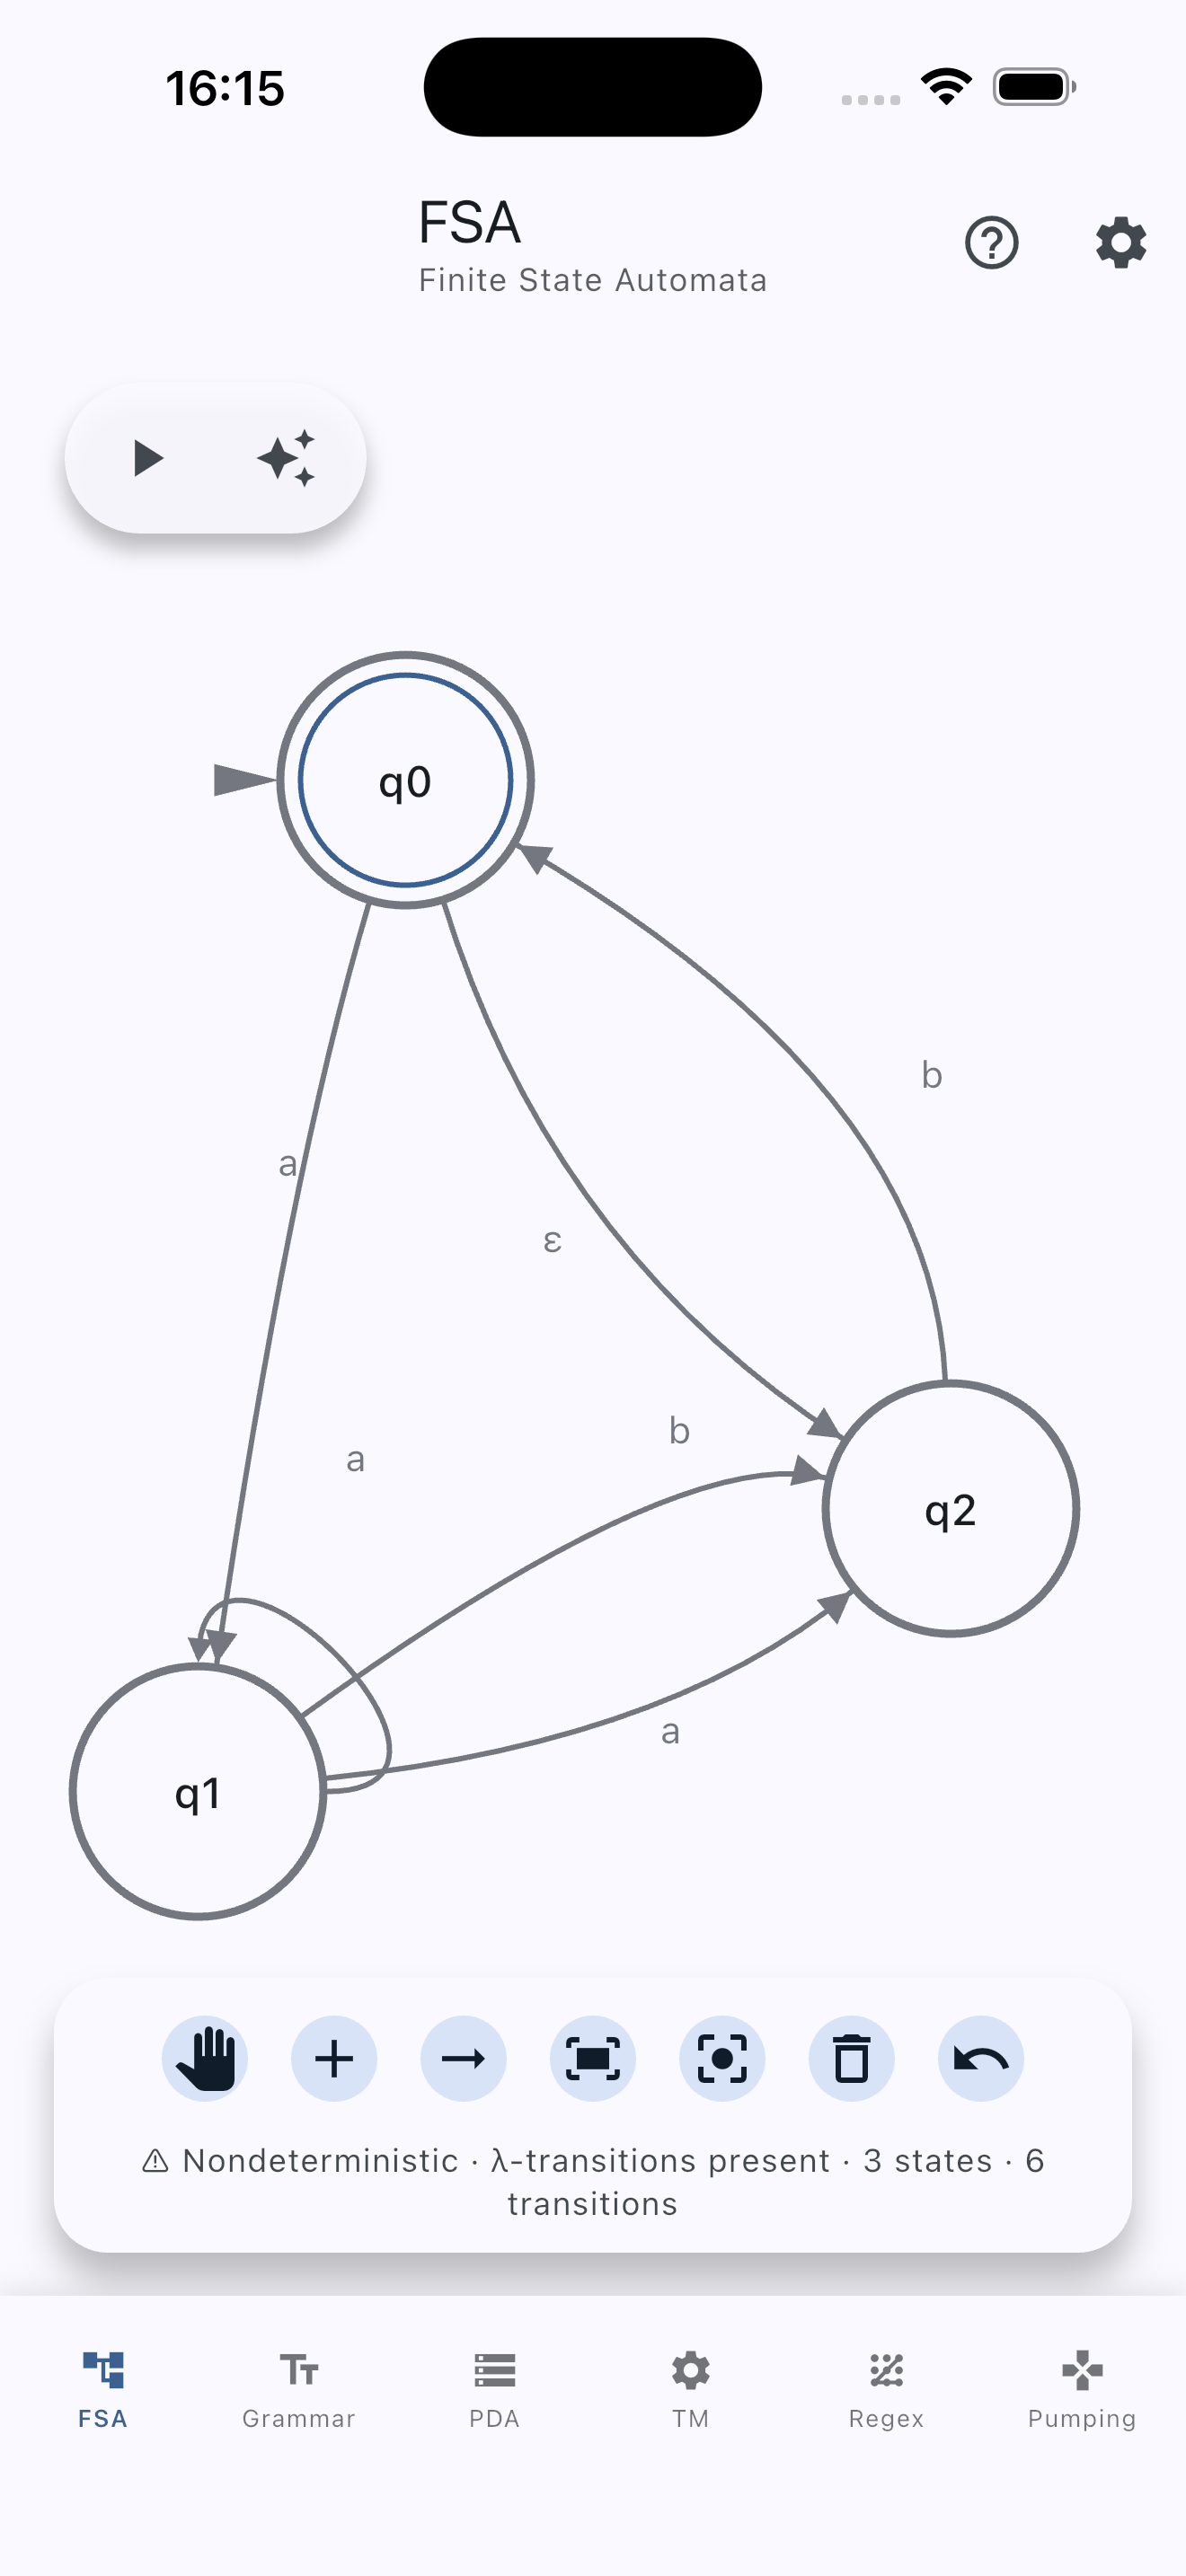 16:15
FSA
Finite State Automata
q0
b
a
ε
b
a
q2
a
q1
⚠ Nondeterministic · λ-transitions present · 3 states · 6
transitions
FSA
Grammar
PDA
TM
Regex
Pumping